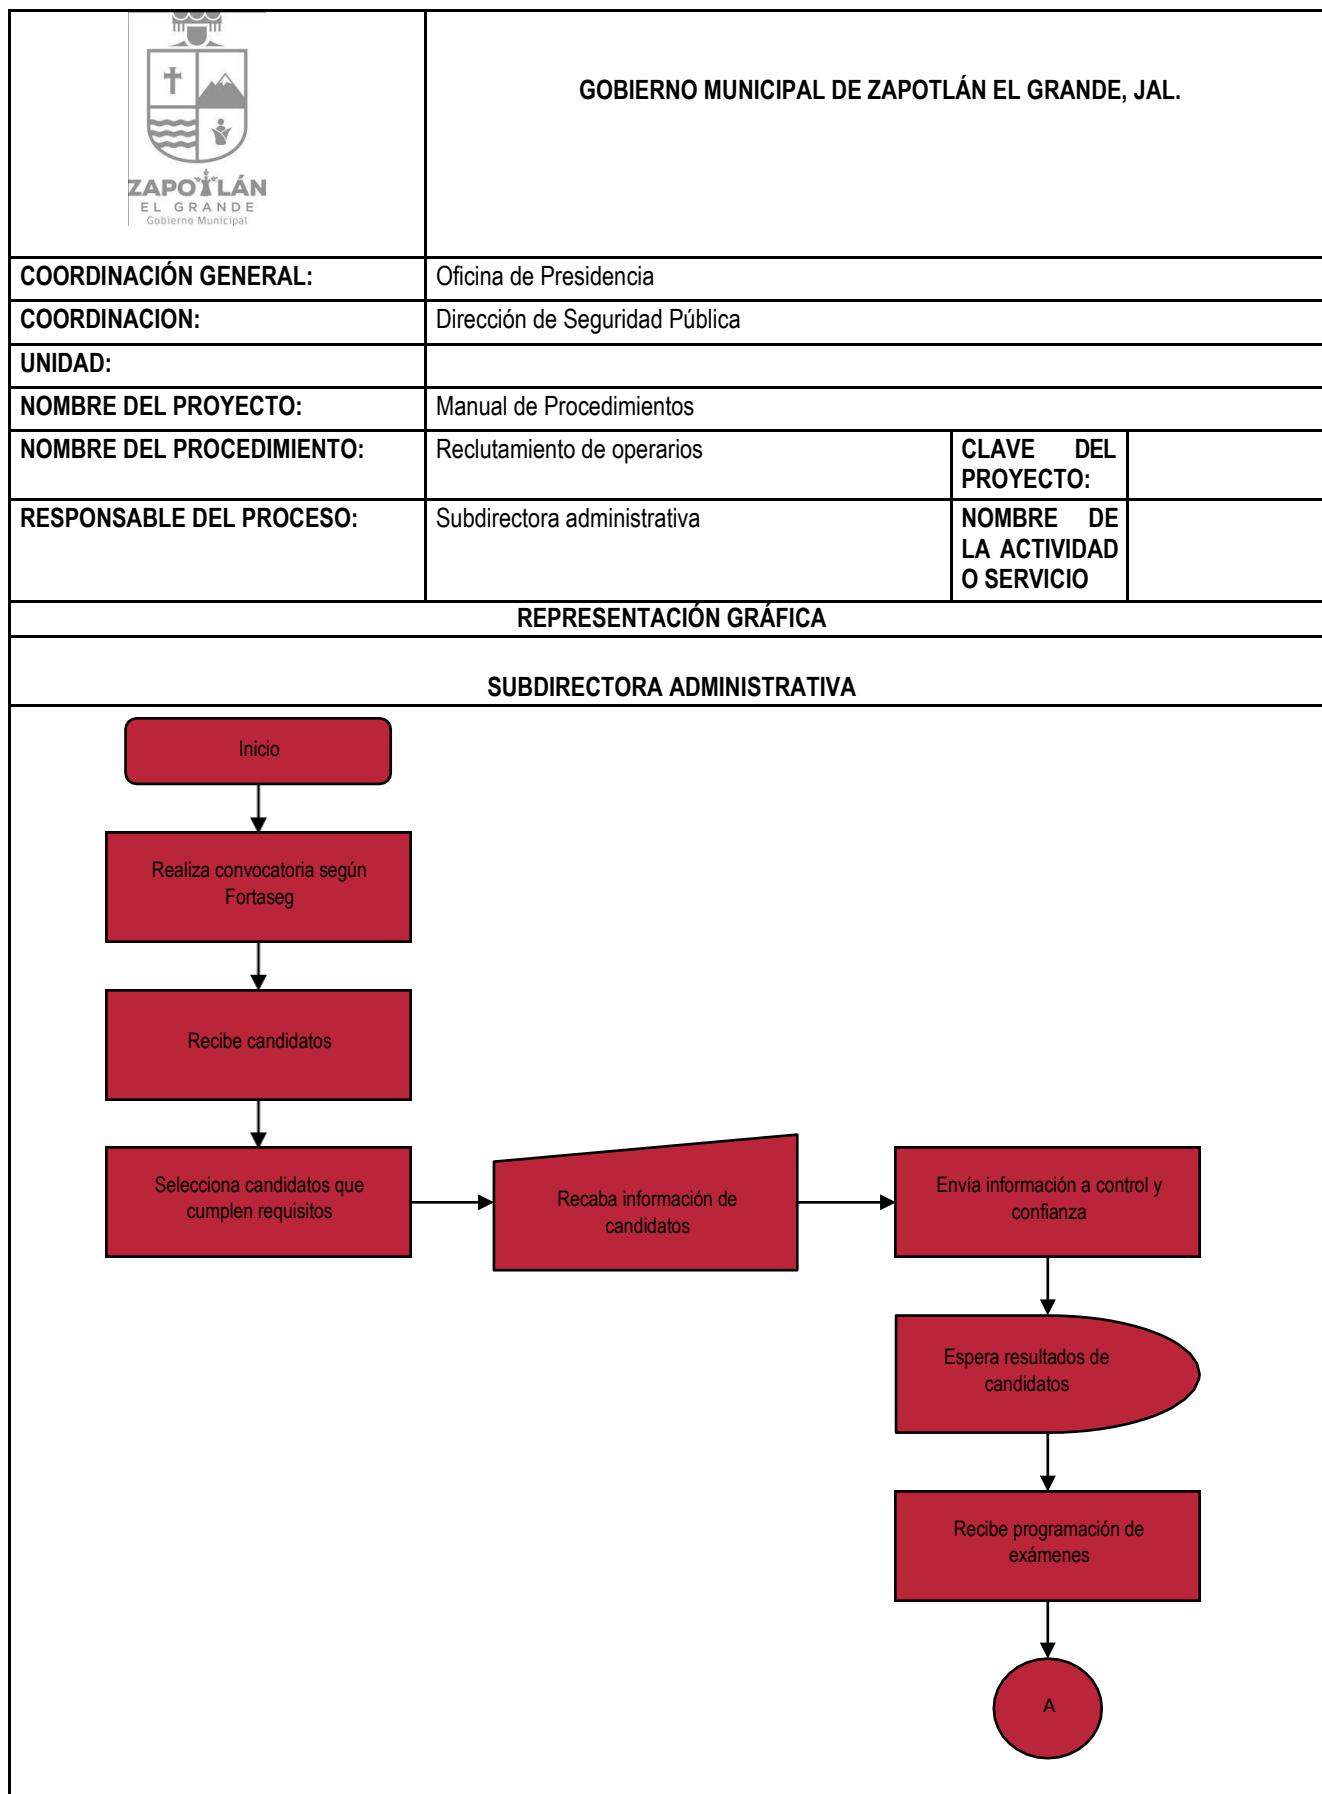 ZAPOTLÁN
EL GRANDE
Gobierno Municipal
GOBIERNO MUNICIPAL DE ZAPOTLÁN EL GRANDE, JAL.
COORDINACIÓN GENERAL:
Oficina de Presidencia
COORDINACION:
Dirección de Seguridad Pública
UNIDAD:
NOMBRE DEL PROYECTO:
Manual de Procedimientos
NOMBRE DEL PROCEDIMIENTO:
Reclutamiento de operarios
CLAVE DEL
PROYECTO:
RESPONSABLE DEL PROCESO:
Subdirectora administrativa
NOMBRE DE
LA ACTIVIDAD
O SERVICIO
REPRESENTACIÓN GRÁFICA
SUBDIRECTORA ADMINISTRATIVA
Inicio
Realiza convocatoria según
Fortaseg
Recibe candidatos
Selecciona candidatos que
cumplen requisitos
Recaba información de
candidatos
Envía información a control y
confianza
Espera resultados de
candidatos
Recibe programación de
exámenes
A